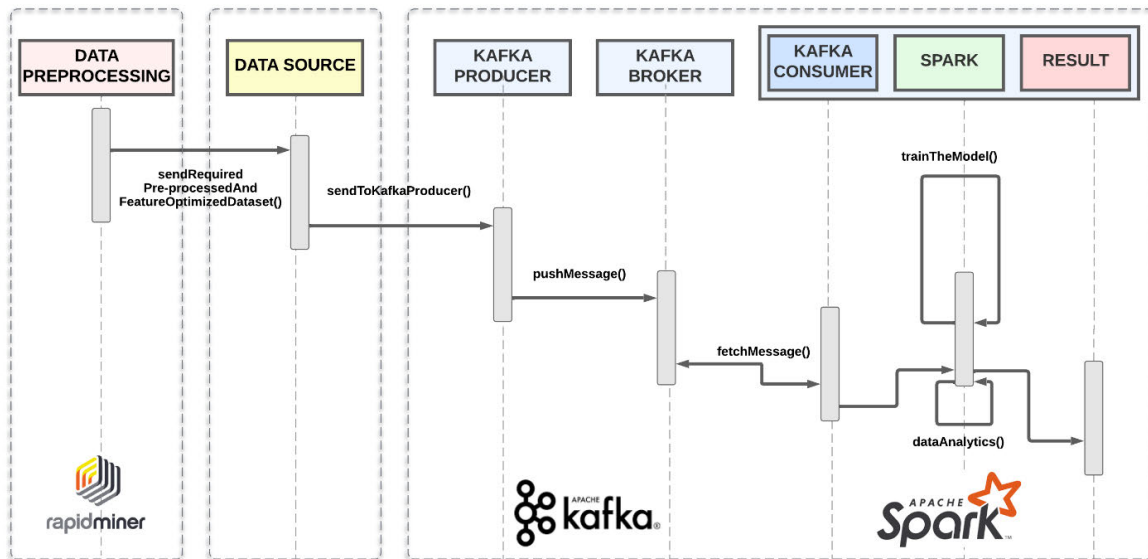 DATA
PREPROCESSING
DATA SOURCE
KAFKA
PRODUCER
KAFKA
BROKER
KAFKA
CONSUMER
SPARK
RESULT
sendRequired
Pre-processedAnd
FeatureOptimizedDataset()
sendToKafkaProducer()
pushMessage()
fetchMessage()
trainTheModel()
dataAnalytics()
rapidminer
APACHE
kafka®
APACHE
Spark™